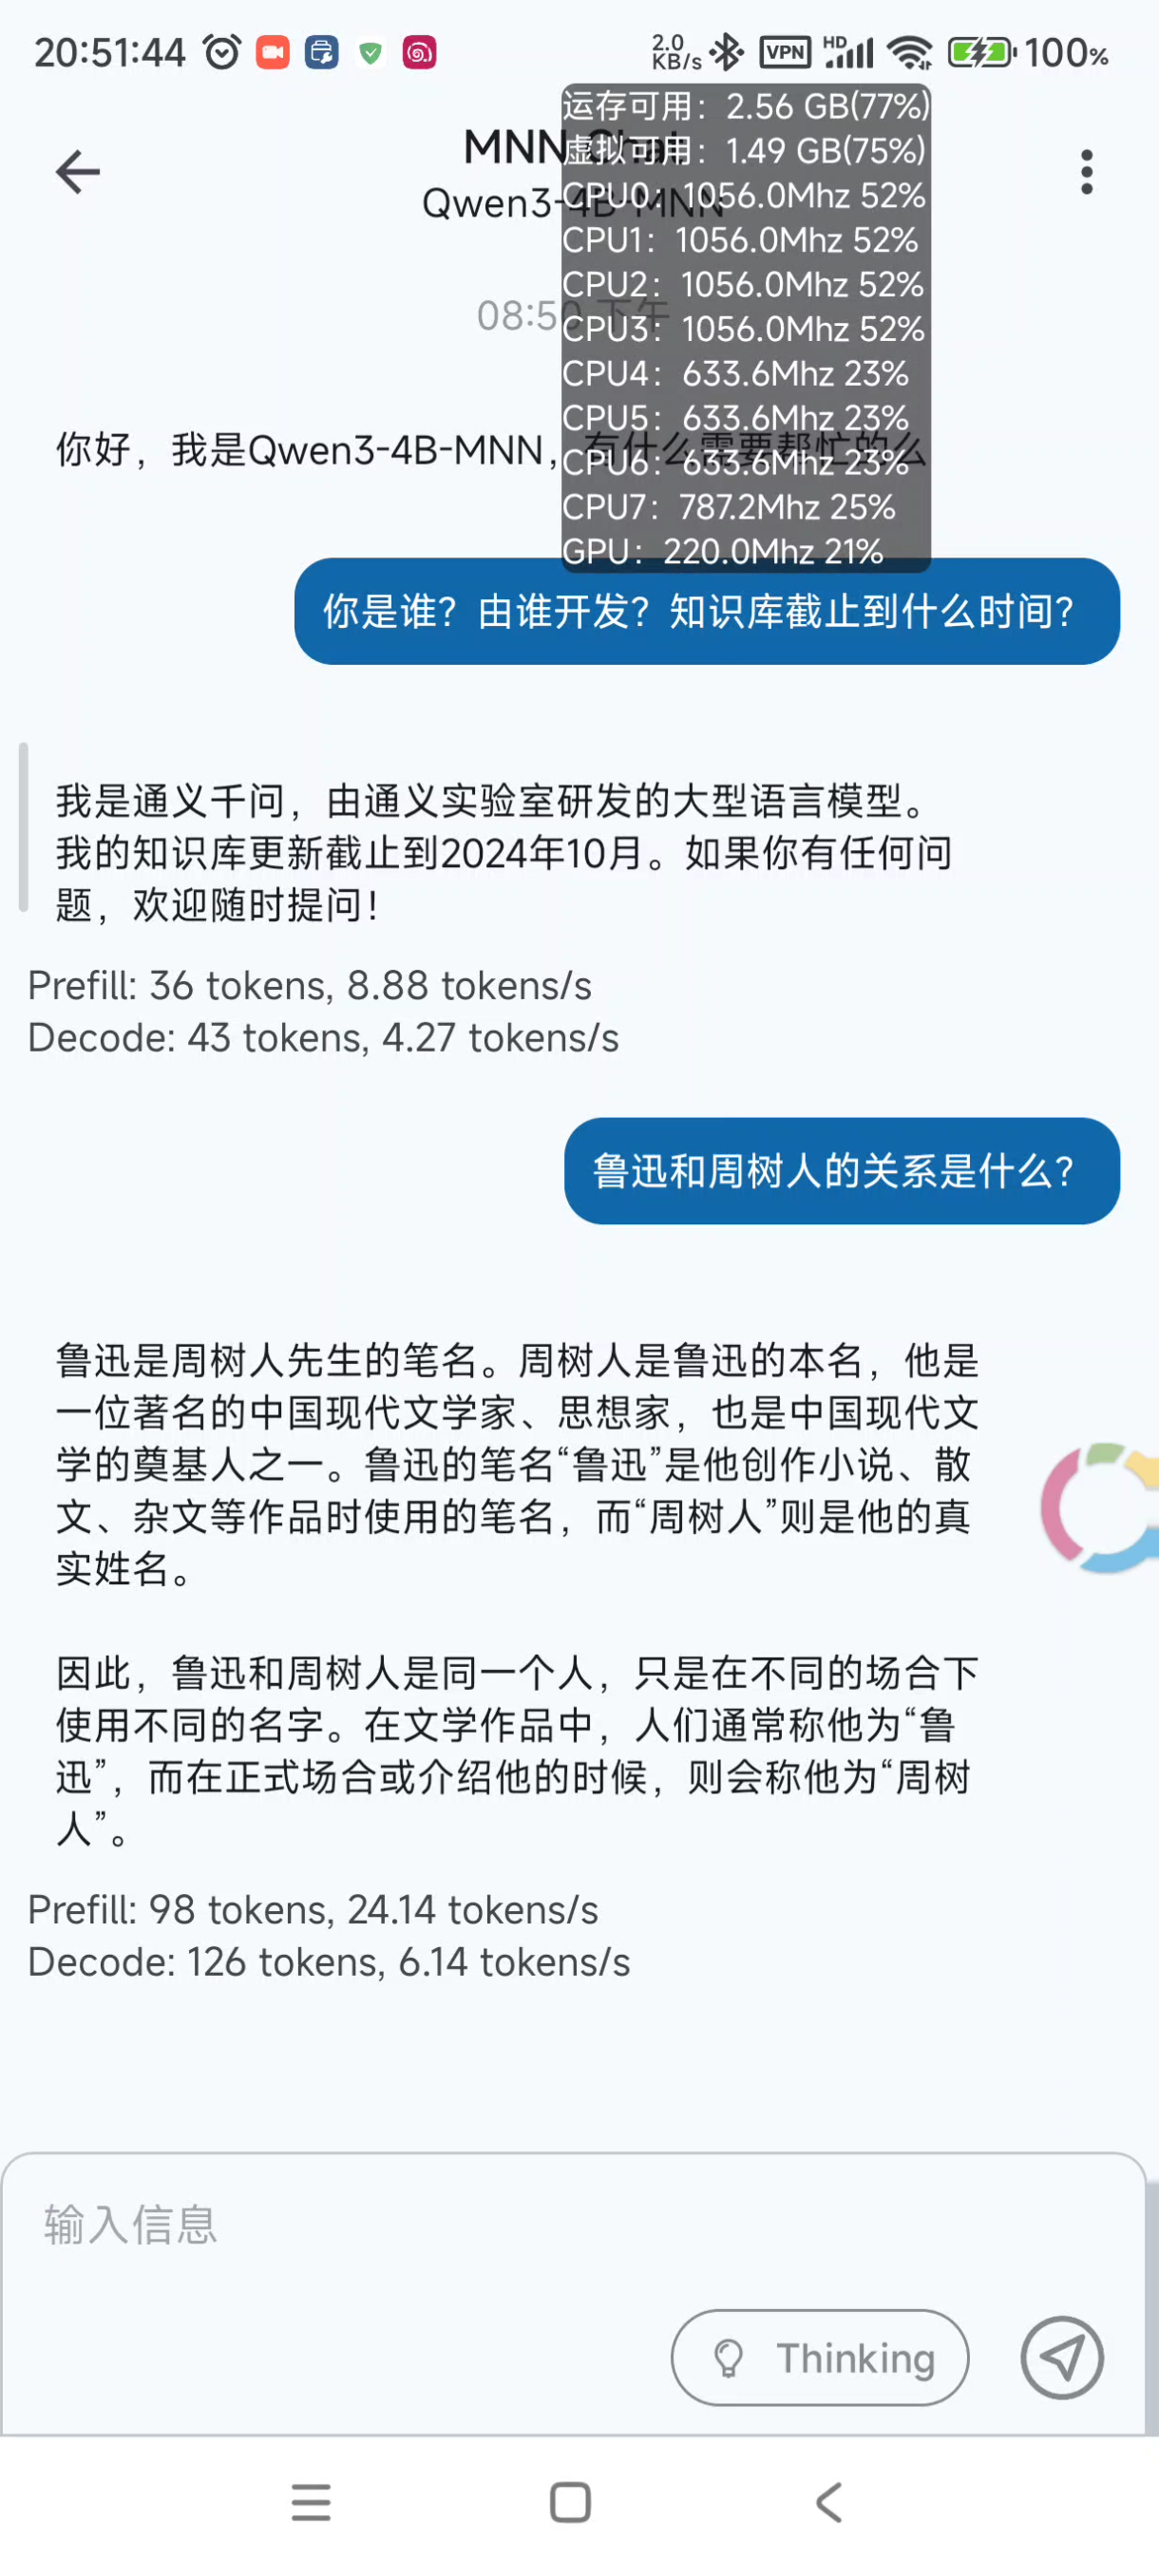 20:51:44 2.0 KB/s VPN HD 100%
运存可用：2.56 GB(77%)
MNN Chat
虚拟可用：1.49 GB(75%)
Qwen3-4B-MNN
CPU0：1056.0Mhz 52%
CPU1：1056.0Mhz 52%
CPU2：1056.0Mhz 52%
08:50 下午
CPU3：1056.0Mhz 52%
CPU4：633.6Mhz 23%
CPU5：633.6Mhz 23%
你好，我是Qwen3-4B-MNN，有什么需要帮忙的么
CPU6：633.6Mhz 23%
CPU7：787.2Mhz 25%
GPU：220.0Mhz 21%
你是谁？由谁开发？知识库截止到什么时间？
我是通义千问，由通义实验室研发的大型语言模型。
我的知识库更新截止到2024年10月。如果你有任何问
题，欢迎随时提问！
Prefill: 36 tokens, 8.88 tokens/s
Decode: 43 tokens, 4.27 tokens/s
鲁迅和周树人的关系是什么？
鲁迅是周树人先生的笔名。周树人是鲁迅的本名，他是
一位著名的中国现代文学家、思想家，也是中国现代文
学的奠基人之一。鲁迅的笔名“鲁迅”是他创作小说、散
文、杂文等作品时使用的笔名，而“周树人”则是他的真
实姓名。
因此，鲁迅和周树人是同一个人，只是在不同的场合下
使用不同的名字。在文学作品中，人们通常称他为“鲁
迅”，而在正式场合或介绍他的时候，则会称他为“周树
人”。
Prefill: 98 tokens, 24.14 tokens/s
Decode: 126 tokens, 6.14 tokens/s
输入信息
Thinking